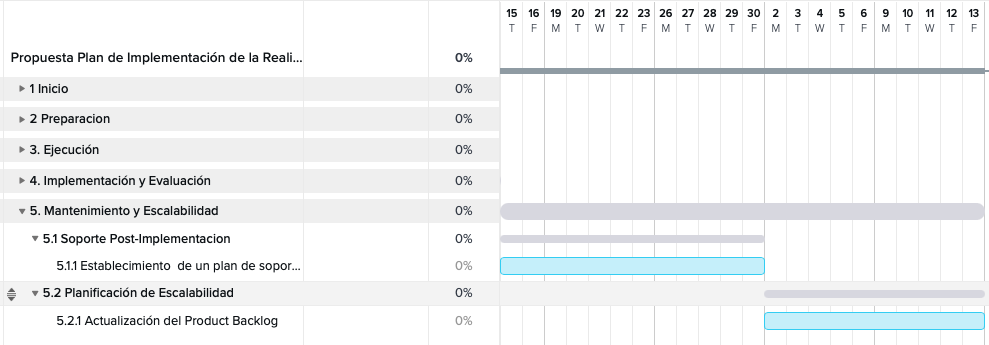 15 16 19 20 21 22 23 26 27 28 29 30 2 3 4 5 6 9 10 11 12 13
T F M T W T F M T W T F M T W T F M T W T F
Propuesta Plan de Implementación de la Reali... 0%
1 Inicio 0%
2 Preparacion 0%
3. Ejecución 0%
4. Implementación y Evaluación 0%
5. Mantenimiento y Escalabilidad 0%
5.1 Soporte Post-Implementacion 0%
5.1.1 Establecimiento de un plan de sopor... 0%
5.2 Planificación de Escalabilidad 0%
5.2.1 Actualización del Product Backlog 0%